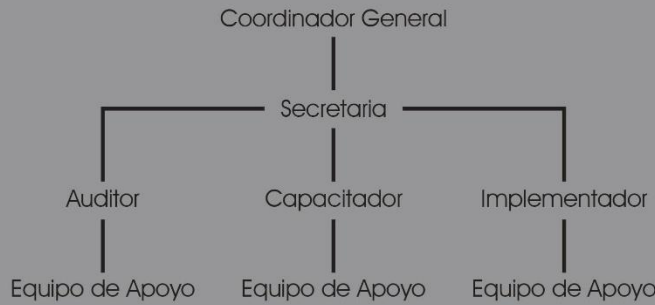 Coordinador General
Secretaria
Auditor Capacitador Implementador
Equipo de Apoyo Equipo de Apoyo Equipo de Apoyo